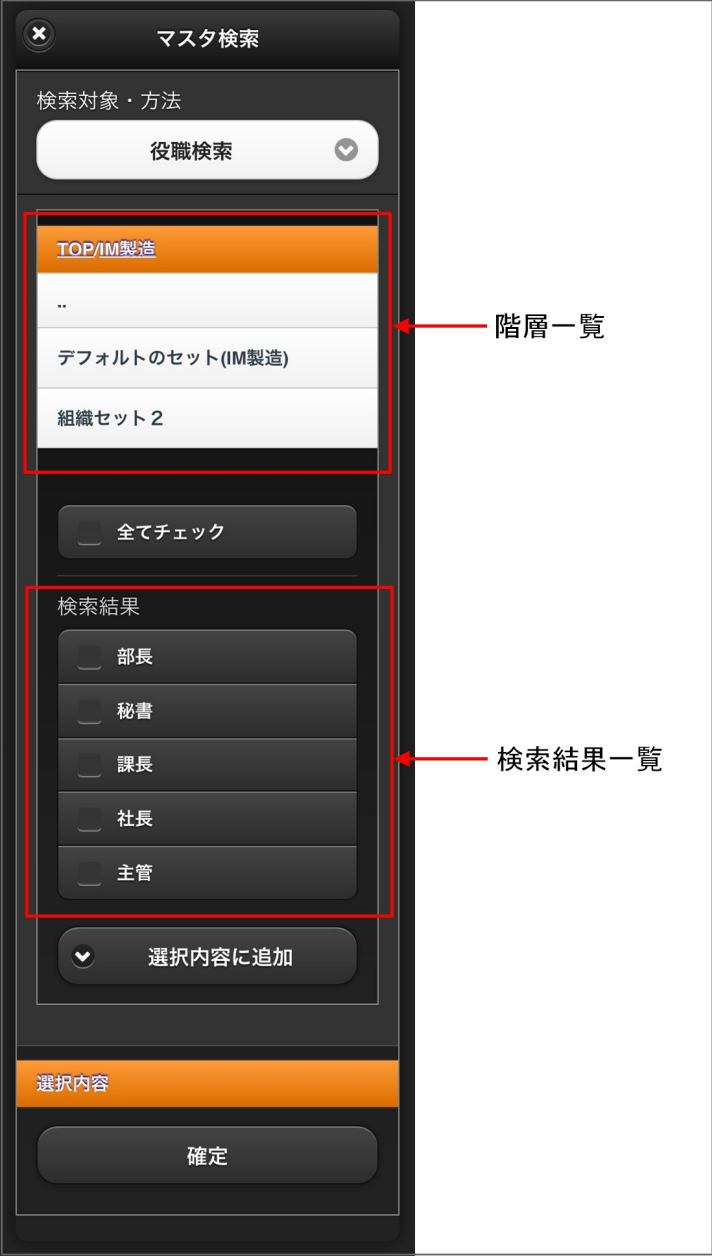 マスタ検索
検索対象・方法
役職検索
TOP/IM製造
..
デフォルトのセット(IM製造)
組織セット２
階層一覧
全てチェック
検索結果
部長
秘書
課長
検索結果一覧
社長
主管
選択内容に追加
選択内容
確定